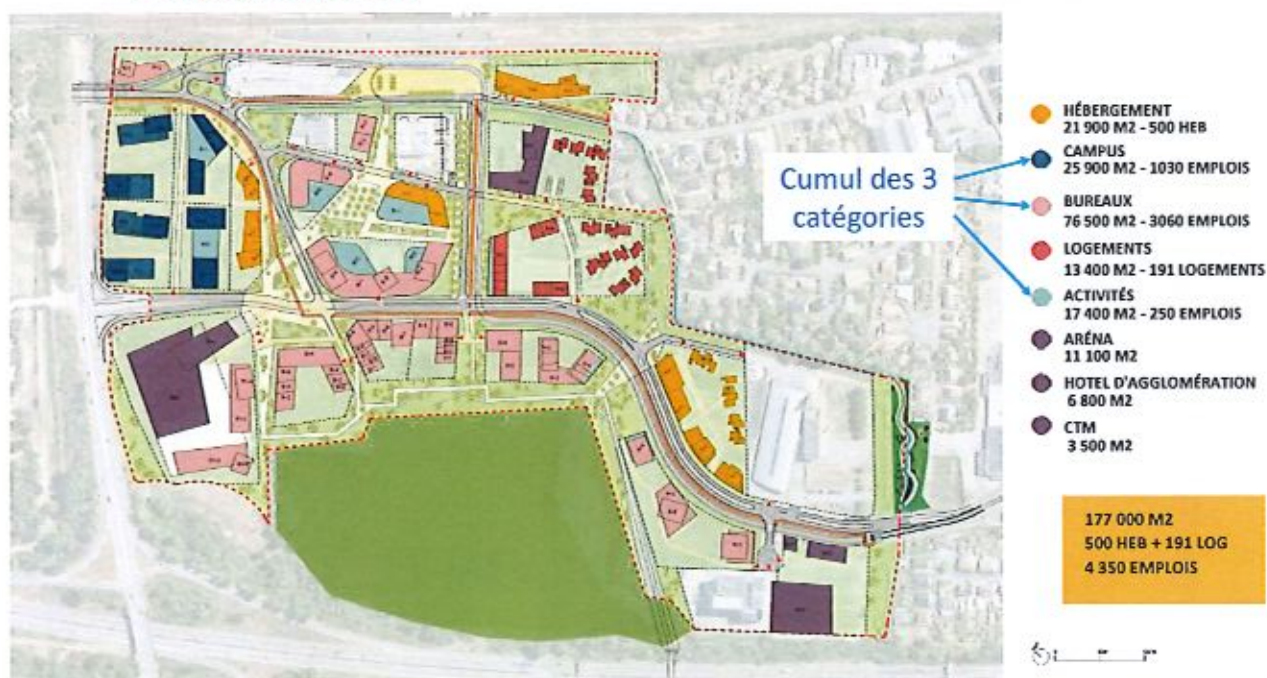 HÉBERGEMENT
21 900 M2 - 500 HEB
CAMPUS
25 900 M2 - 1030 EMPLOIS
BUREAUX
76 500 M2 - 3060 EMPLOIS
LOGEMENTS
13 400 M2 - 191 LOGEMENTS
ACTIVITÉS
17 400 M2 - 250 EMPLOIS
ARÉNA
11 100 M2
HOTEL D'AGGLOMÉRATION
6 800 M2
CTM
3 500 M2
Cumul des 3
catégories
177 000 M2
500 HEB + 191 LOG
4 350 EMPLOIS